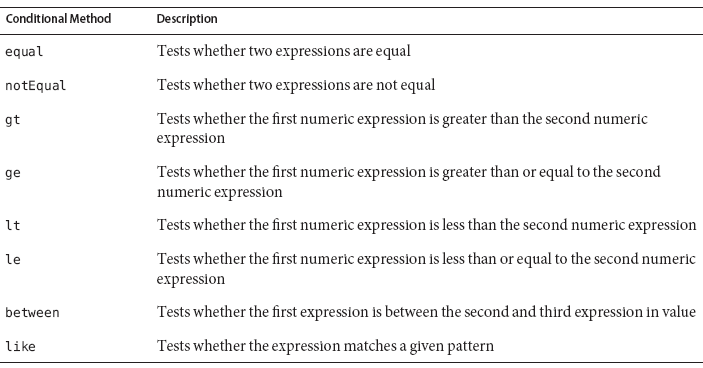 Conditional Method Description
equal Tests whether two expressions are equal
notEqual Tests whether two expressions are not equal
gt Tests whether the first numeric expression is greater than the second numeric
expression
ge Tests whether the first numeric expression is greater than or equal to the second
numeric expression
lt Tests whether the first numeric expression is less than the second numeric expression
le Tests whether the first numeric expression is less than or equal to the second numeric
expression
between Tests whether the first expression is between the second and third expression in value
like Tests whether the expression matches a given pattern